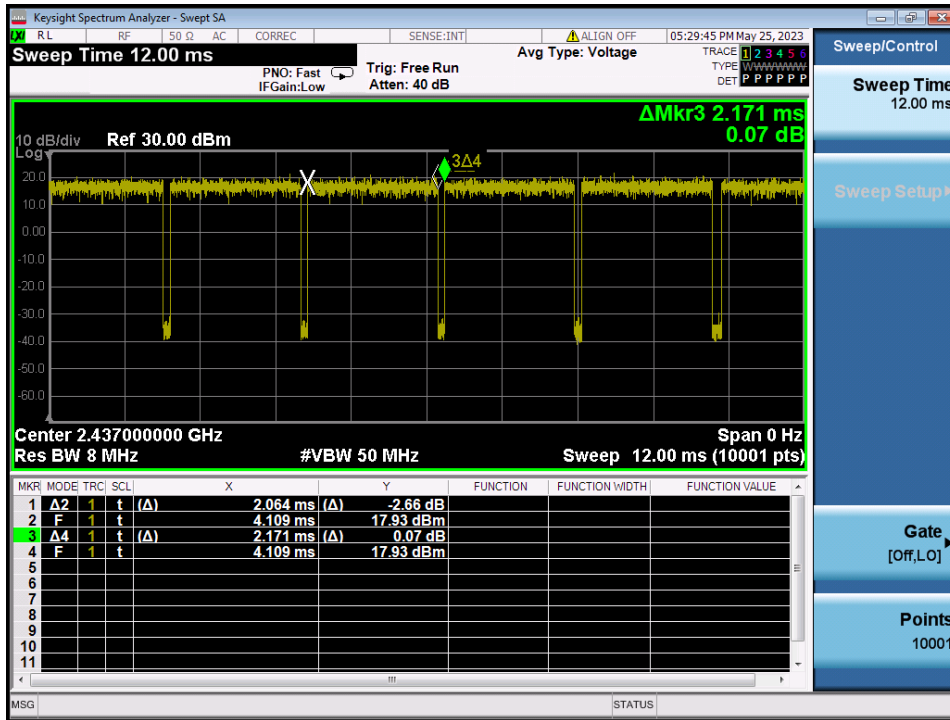 Keysight Spectrum Analyzer - Swept SA
LXI RL RF 50 Ω AC CORREC SENSE:INT ALIGN OFF 05:29:45 PM May 25, 2023
Sweep Time 12.00 ms
PNO: Fast
IFGain:Low
Trig: Free Run
Atten: 40 dB
Avg Type: Voltage
TRACE 1 2 3 4 5 6
TYPE WWWWWW
DET P P P P P P
ΔMkr3 2.171 ms
0.07 dB
10 dB/div Ref 30.00 dBm
Log
3Δ4
X
20.0
10.0
0.00
-10.0
-20.0
-30.0
-40.0
-50.0
-60.0
Center 2.437000000 GHz Span 0 Hz
Res BW 8 MHz #VBW 50 MHz Sweep 12.00 ms (10001 pts)
MKR MODE TRC SCL X Y FUNCTION FUNCTION WIDTH FUNCTION VALUE
1 Δ2 1 t (Δ) 2.064 ms (Δ) -2.66 dB
2 F 1 t 4.109 ms 17.93 dBm
3 Δ4 1 t (Δ) 2.171 ms (Δ) 0.07 dB
4 F 1 t 4.109 ms 17.93 dBm
5
6
7
8
9
10
11
MSG STATUS
Sweep/Control
Sweep Time
12.00 ms
Sweep Setup
Gate
[Off,LO]
Points
10001